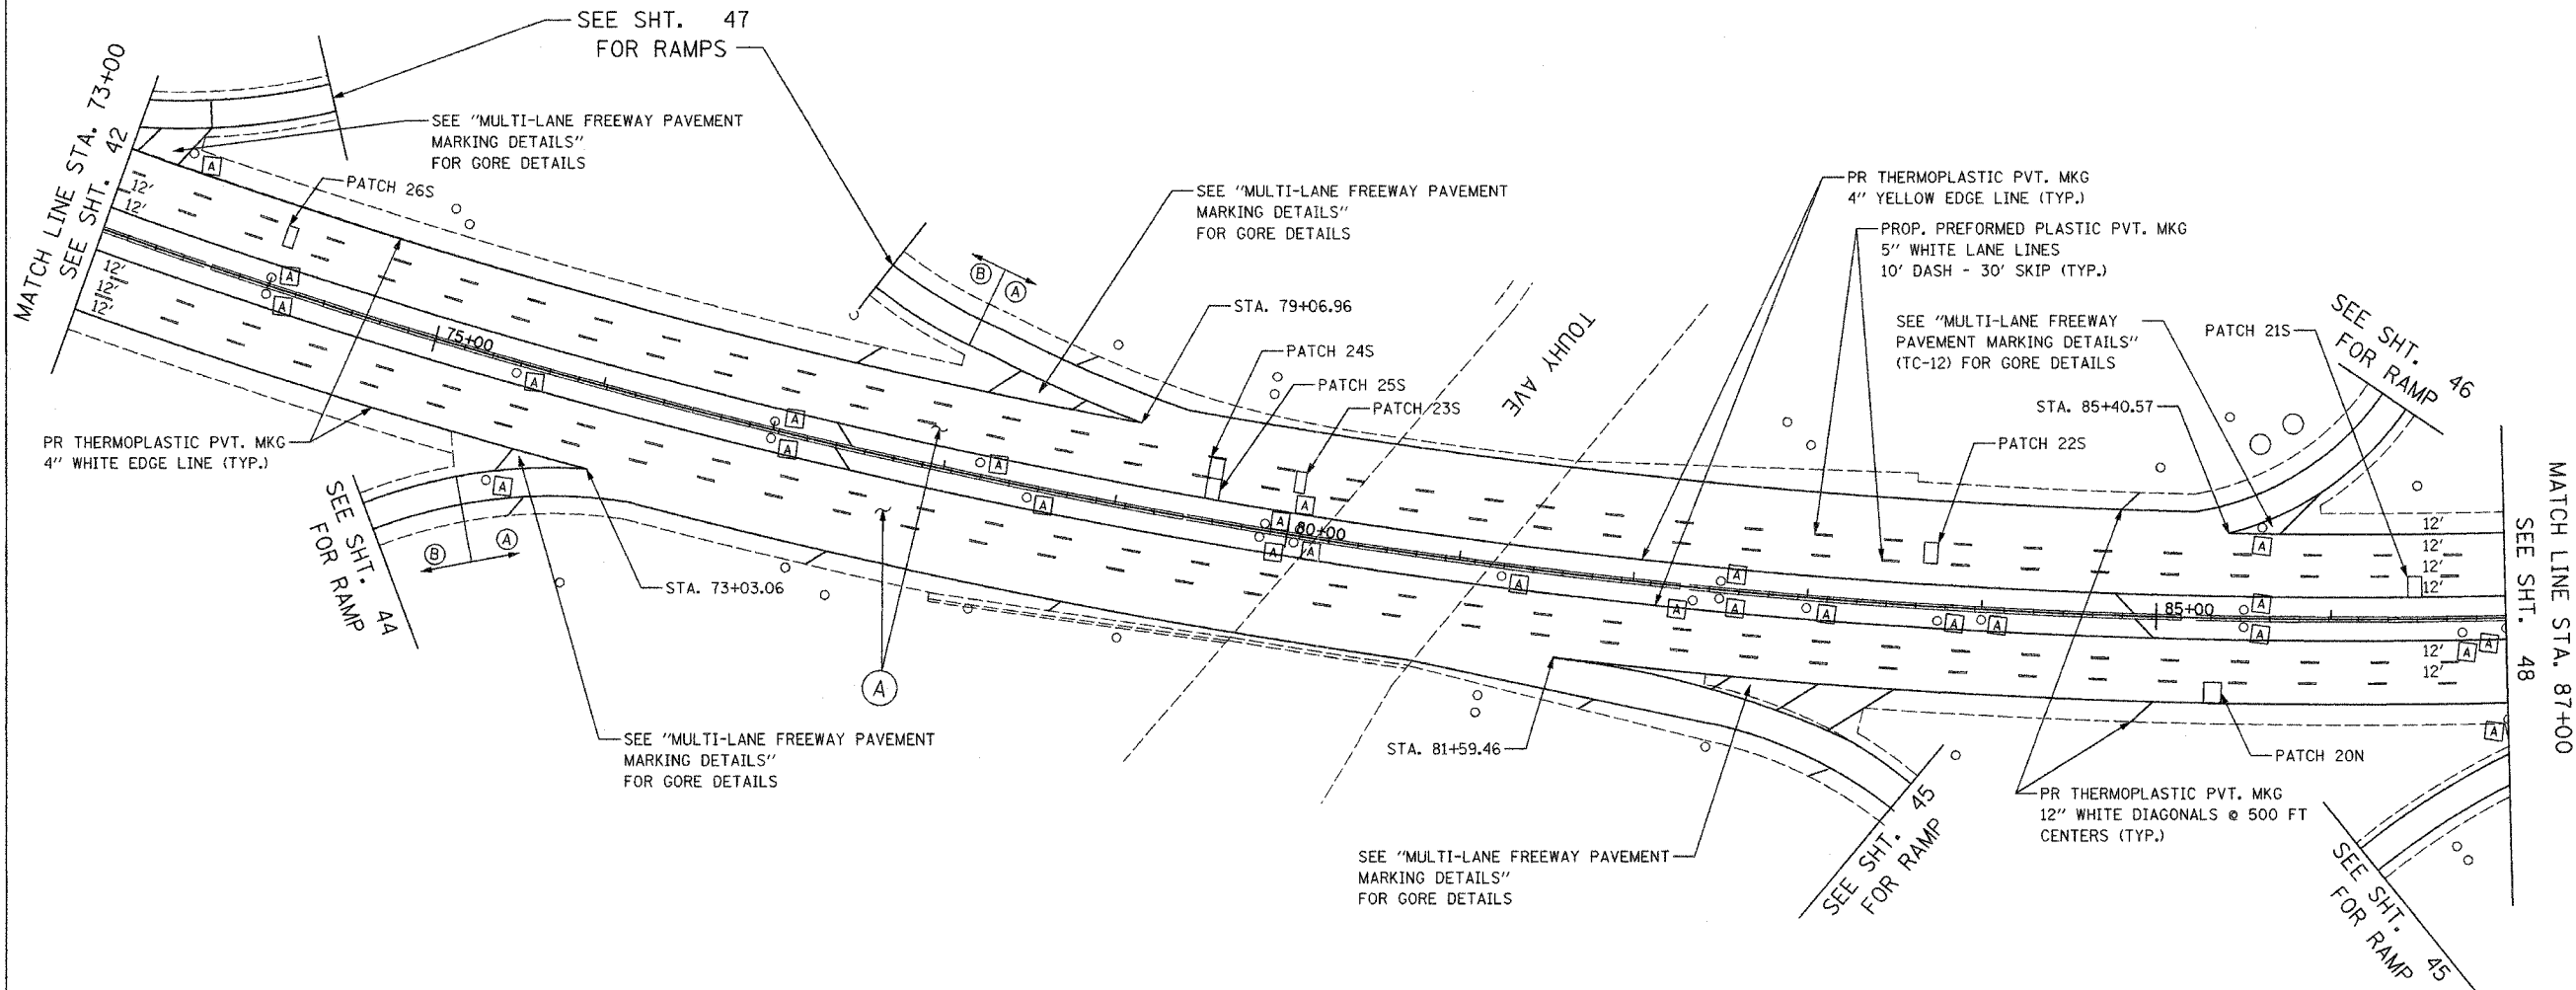 SEE SHT. 47
FOR RAMPS
MATCH LINE STA. 73+00
SEE SHT. 42
SEE "MULTI-LANE FREEWAY PAVEMENT
MARKING DETAILS"
FOR GORE DETAILS
A
PATCH 26S
12'
12'
12'
12'
12'
A
A
75+00
A
PR THERMOPLASTIC PVT. MKG
4" WHITE EDGE LINE (TYP.)
SEE SHT. 44
FOR RAMP
A
B
A
STA. 73+03.06
SEE "MULTI-LANE FREEWAY PAVEMENT
MARKING DETAILS"
FOR GORE DETAILS
A
A
A
A
A
B
A
SEE "MULTI-LANE FREEWAY PAVEMENT
MARKING DETAILS"
FOR GORE DETAILS
STA. 79+06.96
PATCH 24S
PATCH 25S
PATCH 23S
A
A
80+00
A
A
TOUHY AVE
A
PR THERMOPLASTIC PVT. MKG
4" YELLOW EDGE LINE (TYP.)
PROP. PREFORMED PLASTIC PVT. MKG
5" WHITE LANE LINES
10' DASH - 30' SKIP (TYP.)
SEE "MULTI-LANE FREEWAY
PAVEMENT MARKING DETAILS"
(TC-12) FOR GORE DETAILS
PATCH 21S
STA. 85+40.57
PATCH 22S
SEE SHT. 46
FOR RAMP
A
A
A
A
A
A
A
85+00
A
A
12'
12'
12'
12'
12'
12'
A
A
A
STA. 81+59.46
SEE "MULTI-LANE FREEWAY PAVEMENT
MARKING DETAILS"
FOR GORE DETAILS
SEE SHT. 45
FOR RAMP
PATCH 20N
PR THERMOPLASTIC PVT. MKG
12" WHITE DIAGONALS @ 500 FT
CENTERS (TYP.)
SEE SHT. 45
FOR RAMP
MATCH LINE STA. 87+00
SEE SHT. 48